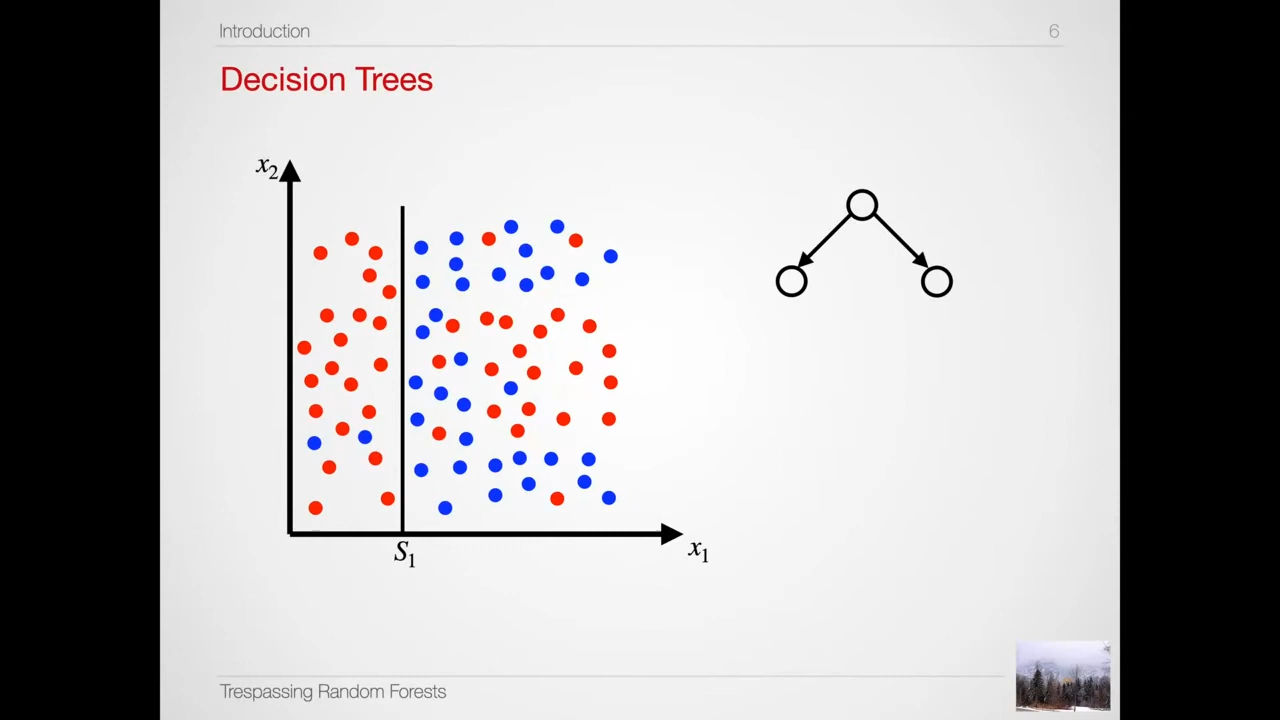 Introduction 6
Decision Trees
x₂
S₁
x₁
Trespassing Random Forests